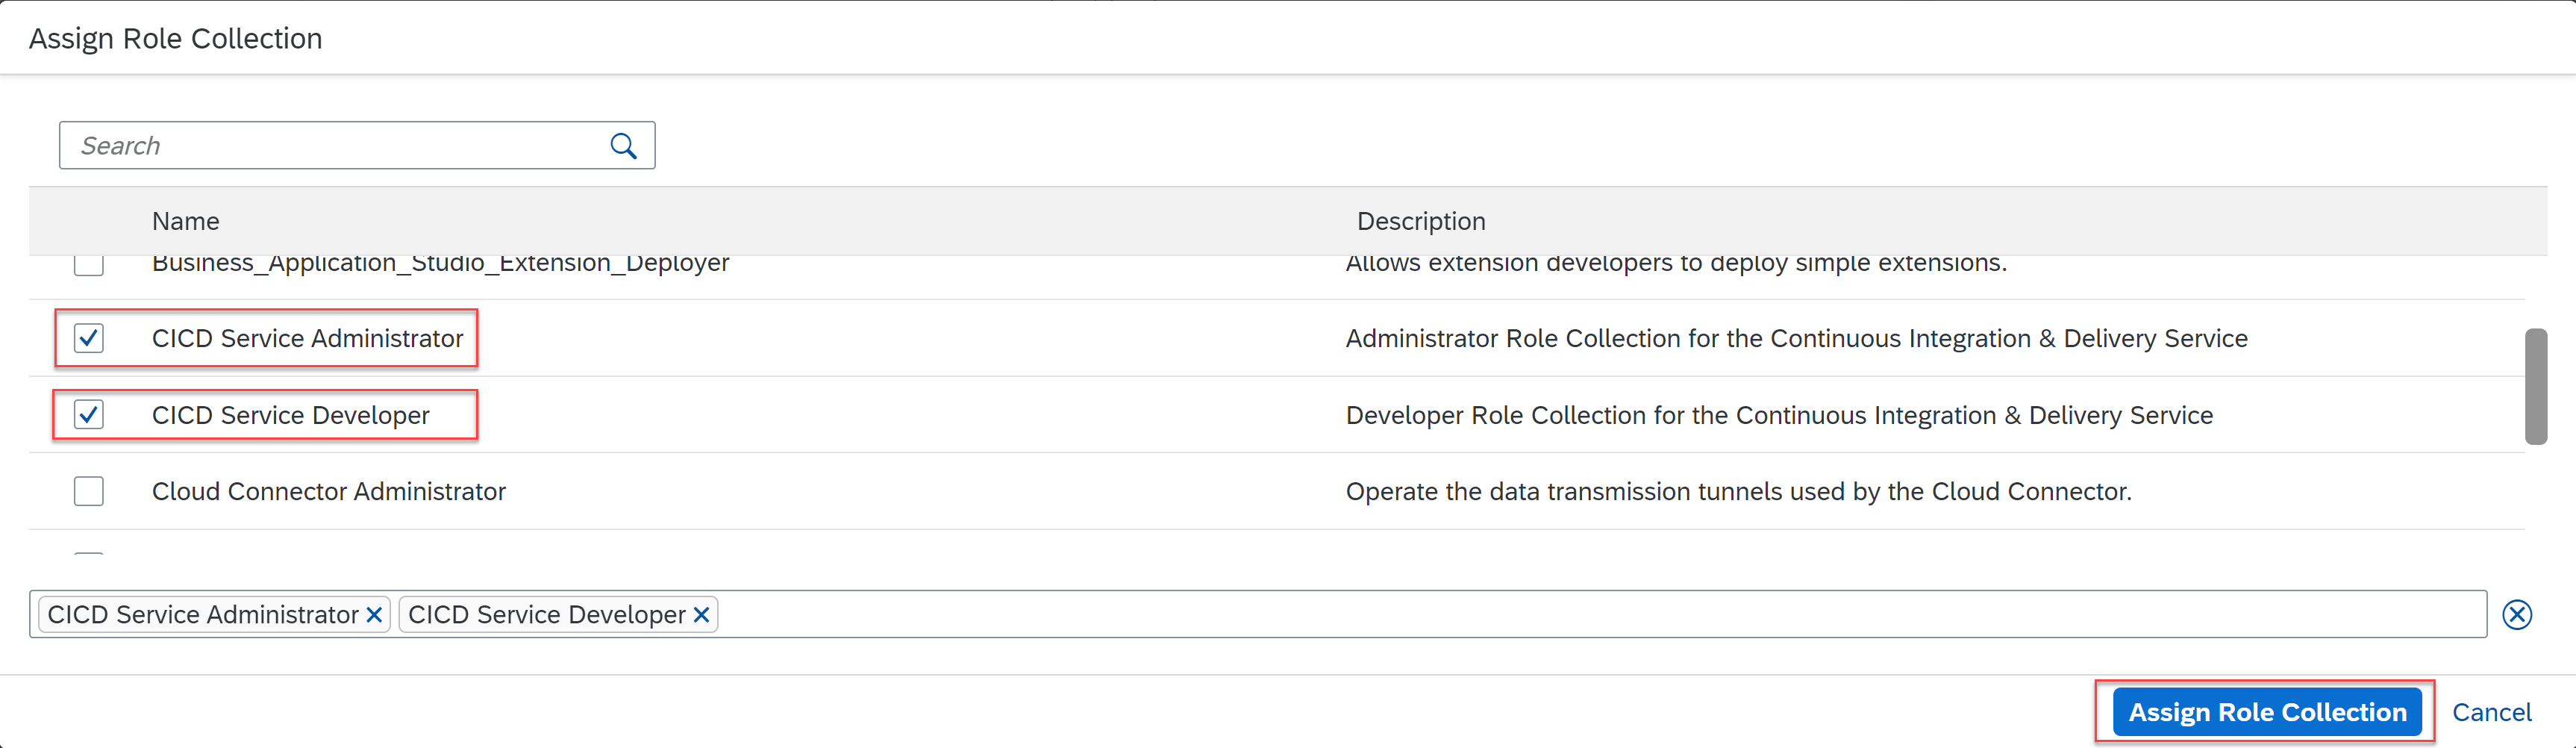 Assign Role Collection
Search
Name Description
Business_Application_Studio_Extension_Deployer Allows extension developers to deploy simple extensions.
CICD Service Administrator Administrator Role Collection for the Continuous Integration & Delivery Service
CICD Service Developer Developer Role Collection for the Continuous Integration & Delivery Service
Cloud Connector Administrator Operate the data transmission tunnels used by the Cloud Connector.
CICD Service Administrator CICD Service Developer
Assign Role Collection Cancel